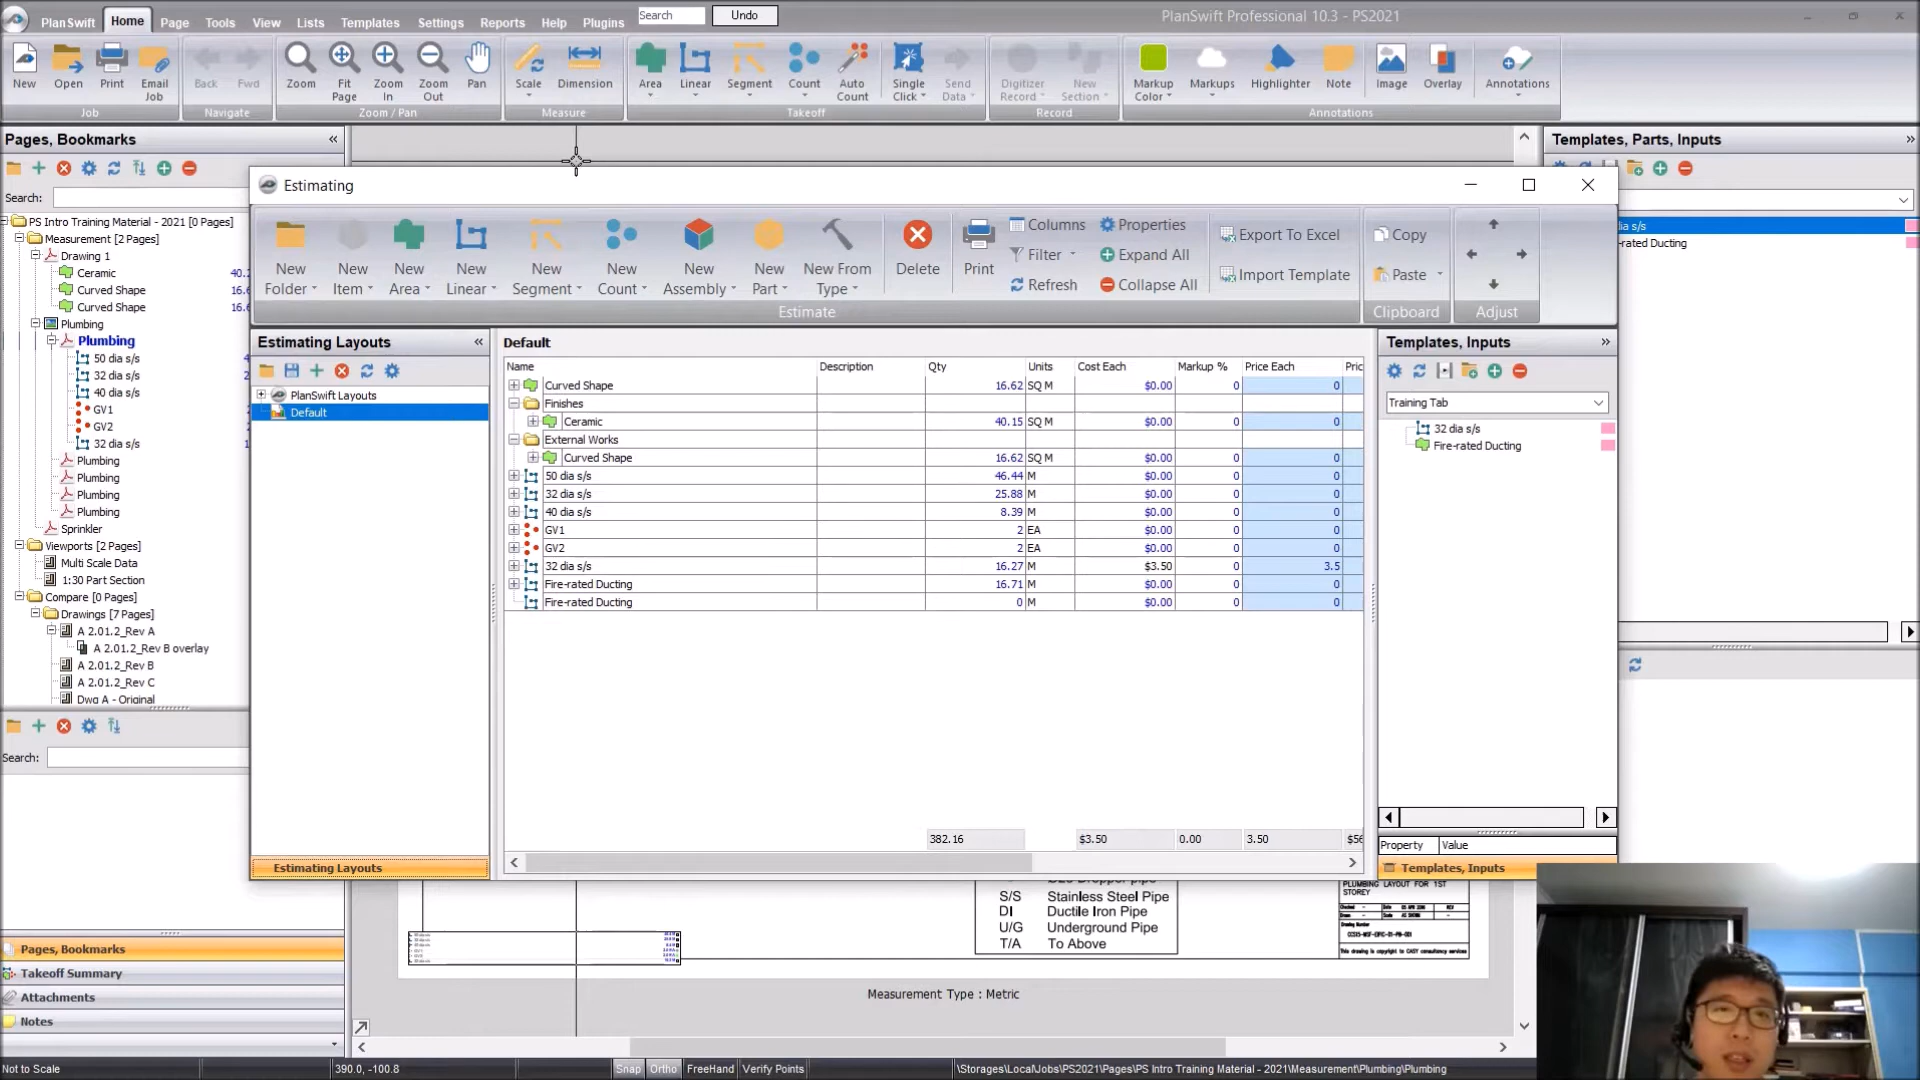 PlanSwift Home Page Tools View Lists Templates Settings Reports Help Plugins Search Undo PlanSwift Professional 10.3 - PS2021
New Open Print Email Job Back Fwd Zoom Fit Page Zoom In Zoom Out Pan Scale Dimension Area Linear Segment Count Auto Count Single Click Send Data Digitizer Record New Section Markup Color Markups Highlighter Note Image Overlay Annotations
Job Navigate Zoom / Pan Measure Takeoff Record Annotations
Pages, Bookmarks
Search:
PS Intro Training Material - 2021 [0 Pages]
Measurement [2 Pages]
Drawing 1
Ceramic 40.
Curved Shape 16.6
Curved Shape 16.6
Plumbing
Plumbing
50 dia s/s
32 dia s/s
40 dia s/s
GV1
GV2
32 dia s/s
Plumbing
Plumbing
Plumbing
Plumbing
Sprinkler
Viewports [2 Pages]
Multi Scale Data
1:30 Part Section
Compare [0 Pages]
Drawings [7 Pages]
A 2.01.2_Rev A
A 2.01.2_Rev B overlay
A 2.01.2_Rev B
A 2.01.2_Rev C
Dwg A - Original
Search:
Pages, Bookmarks
Takeoff Summary
Attachments
Notes
Estimating
New Folder New Item New Area New Linear New Segment New Count New Assembly New Part New From Type Delete Print
Columns Properties
Filter Expand All
Refresh Collapse All
Export To Excel
Import Template
Copy
Paste
Estimate Clipboard Adjust
Estimating Layouts
PlanSwift Layouts
Default
Estimating Layouts
Default
Name Description Qty Units Cost Each Markup % Price Each Pric
Curved Shape 16.62 SQ M $0.00 0 0
Finishes
Ceramic 40.15 SQ M $0.00 0 0
External Works
Curved Shape 16.62 SQ M $0.00 0 0
50 dia s/s 46.44 M $0.00 0 0
32 dia s/s 25.88 M $0.00 0 0
40 dia s/s 8.39 M $0.00 0 0
GV1 2 EA $0.00 0 0
GV2 2 EA $0.00 0 0
32 dia s/s 16.27 M $3.50 0 3.5
Fire-rated Ducting 16.71 M $0.00 0 0
Fire-rated Ducting 0 M $0.00 0 0
382.16 $3.50 0.00 3.50 $56
Templates, Inputs
Training Tab
32 dia s/s
Fire-rated Ducting
Property Value
Templates, Inputs
Templates, Parts, Inputs
dia s/s
rated Ducting
S/S Stainless Steel Pipe
DI Ductile Iron Pipe
U/G Underground Pipe
T/A To Above
PLUMBING LAYOUT FOR 1ST
STOREY
Measurement Type : Metric
Not to Scale 390.0, -100.8 Snap Ortho FreeHand Verify Points \Storages\Local\Jobs\PS2021\Pages\PS Intro Training Material - 2021\Measurement\Plumbing\Plumbing